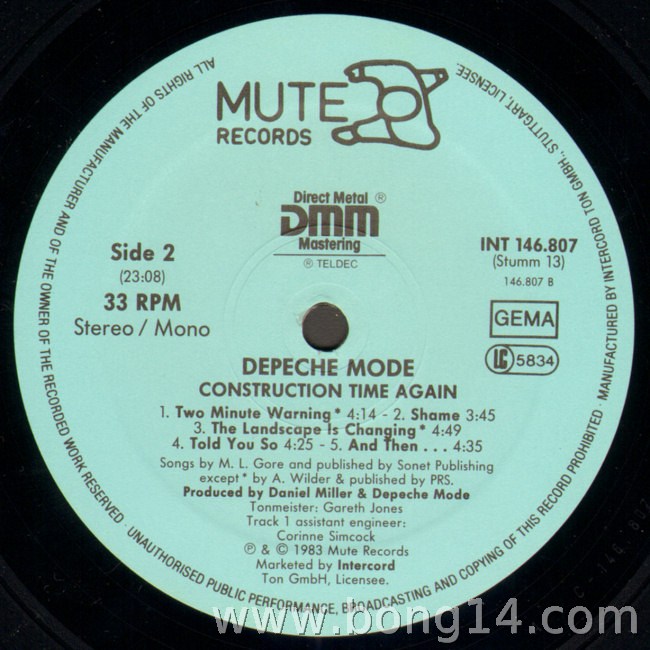 MUTE
RECORDS
Direct Metal ®
DMM
Mastering
® TELDEC
Side 2
(23:08)
33 RPM
Stereo / Mono
INT 146.807
(Stumm 13)
146.807 B
GEMA
LC 5834
DEPECHE MODE
CONSTRUCTION TIME AGAIN
1. Two Minute Warning* 4:14 - 2. Shame 3:45
3. The Landscape Is Changing* 4:49
4. Told You So 4:25 - 5. And Then . . . 4:35
Songs by M. L. Gore and published by Sonet Publishing
except* by A. Wilder & published by PRS.
Produced by Daniel Miller & Depeche Mode
Tonmeister: Gareth Jones
Track 1 assistant engineer:
Corinne Simcock
℗ & © 1983 Mute Records
Marketed by Intercord
Ton GmbH, Licensee.
ALL RIGHTS OF THE MANUFACTURER AND OF THE OWNER OF THE RECORDED WORK RESERVED · UNAUTHORISED PUBLIC PERFORMANCE, BROADCASTING AND COPYING OF THIS RECORD PROHIBITED · MANUFACTURED BY INTERCORD TON GMBH., STUTTGART, LICENSEE.
www.bong14.com